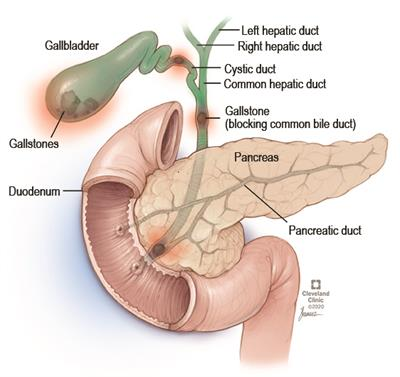 Left hepatic duct
Right hepatic duct
Gallbladder
Cystic duct
Common hepatic duct
Gallstone
(blocking common bile duct)
Gallstones
Pancreas
Duodenum
Pancreatic duct
Cleveland
Clinic
©2020